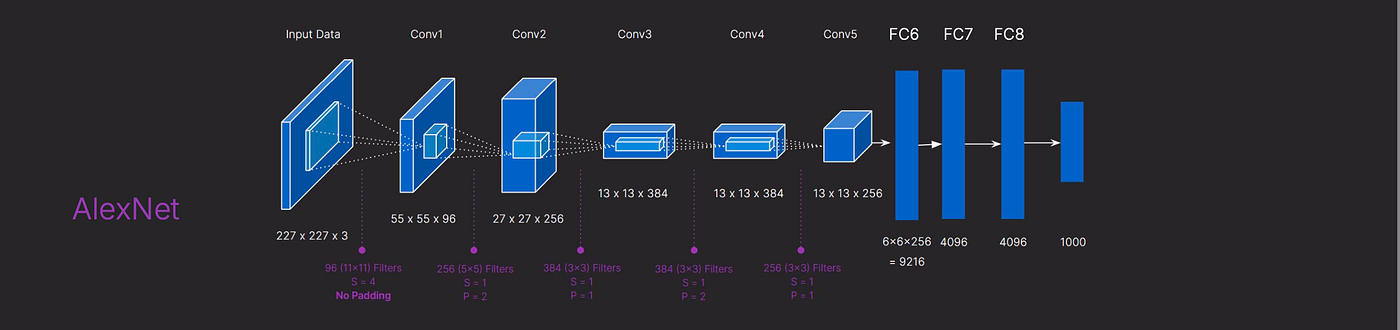 Input Data
Conv1
Conv2
Conv3
Conv4
Conv5
FC6
FC7
FC8
AlexNet
227 x 227 x 3
55 x 55 x 96
27 x 27 x 256
13 x 13 x 384
13 x 13 x 384
13 x 13 x 256
6×6×256
= 9216
4096
4096
1000
96 (11×11) Filters
S = 4
No Padding
256 (5×5) Filters
S = 1
P = 2
384 (3×3) Filters
S = 1
P = 1
384 (3×3) Filters
S = 1
P = 2
256 (3×3) Filters
S = 1
P = 1